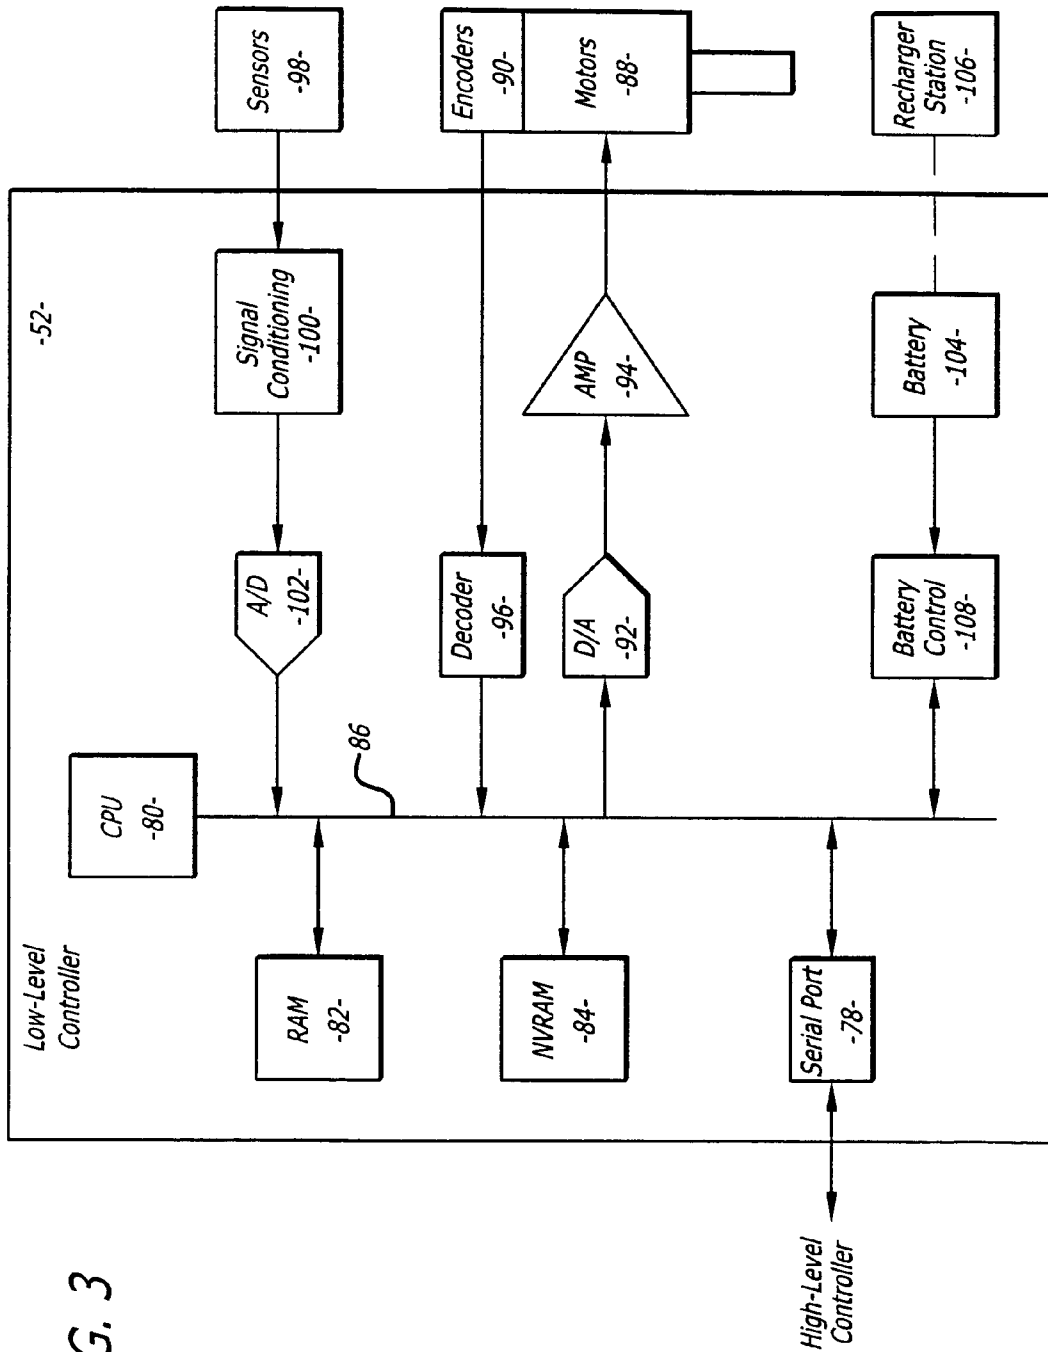 Low-Level
Controller
-52-
G. 3
CPU
-80-
RAM
-82-
A/D
-102-
Signal
Conditioning
-100-
Sensors
-98-
86
NVRAM
-84-
Decoder
-96-
Encoders
-90-
D/A
-92-
AMP
-94-
Motors
-88-
High-Level
Controller
Serial Port
-78-
Battery
Control
-108-
Battery
-104-
Recharger
Station
-106-